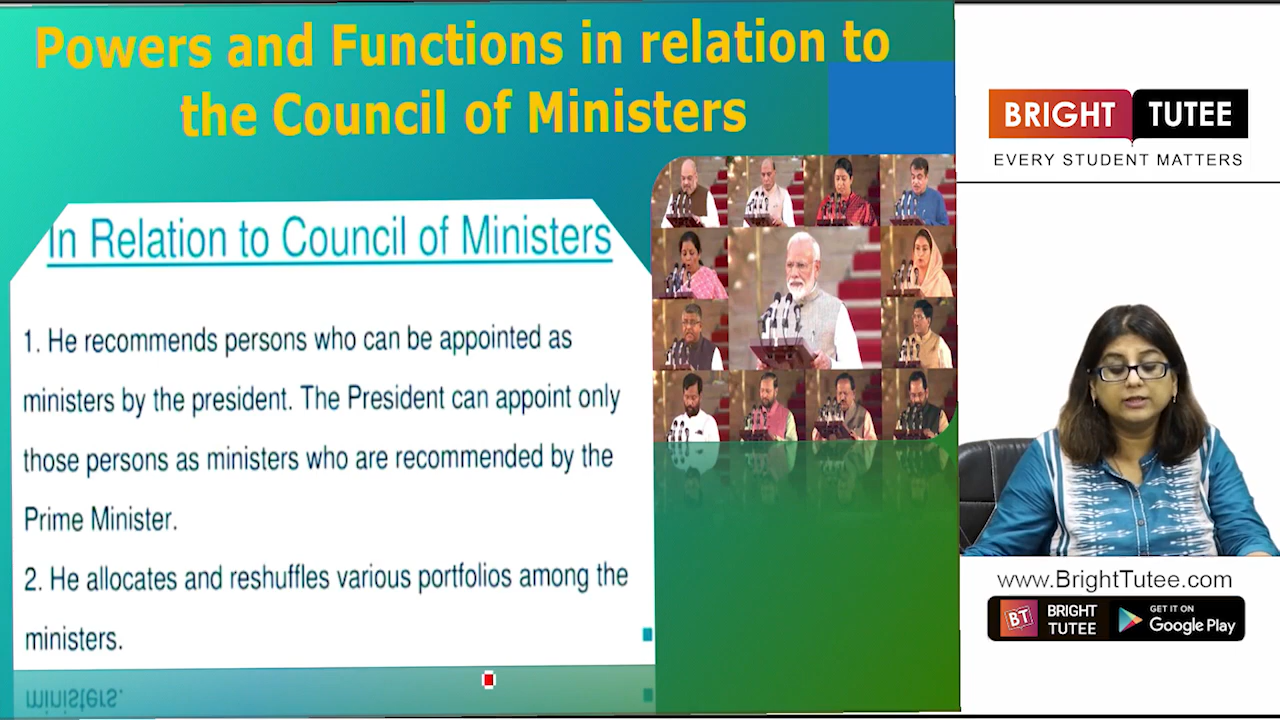 Powers and Functions in relation to
the Council of Ministers
In Relation to Council of Ministers
1. He recommends persons who can be appointed as
ministers by the president. The President can appoint only
those persons as ministers who are recommended by the
Prime Minister.
2. He allocates and reshuffles various portfolios among the
ministers.
ministers.
BRIGHT TUTEE
EVERY STUDENT MATTERS
www.BrightTutee.com
BT
BRIGHT
TUTEE
GET IT ON
Google Play